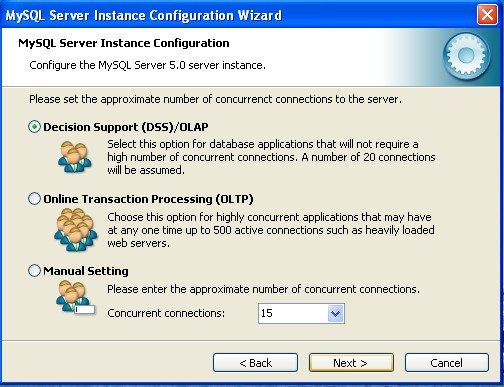 MySQL Server Instance Configuration Wizard
MySQL Server Instance Configuration
Configure the MySQL Server 5.0 server instance.
Please set the approximate number of concurrenct connections to the server.
Decision Support (DSS)/OLAP
Select this option for database applications that will not require a
high number of concurrent connections. A number of 20 connections
will be assumed.
Online Transaction Processing (OLTP)
Choose this option for highly concurrent applications that may have
at any one time up to 500 active connections such as heavily loaded
web servers.
Manual Setting
Please enter the approximate number of concurrent connections.
Concurrent connections: 15
< Back Next > Cancel